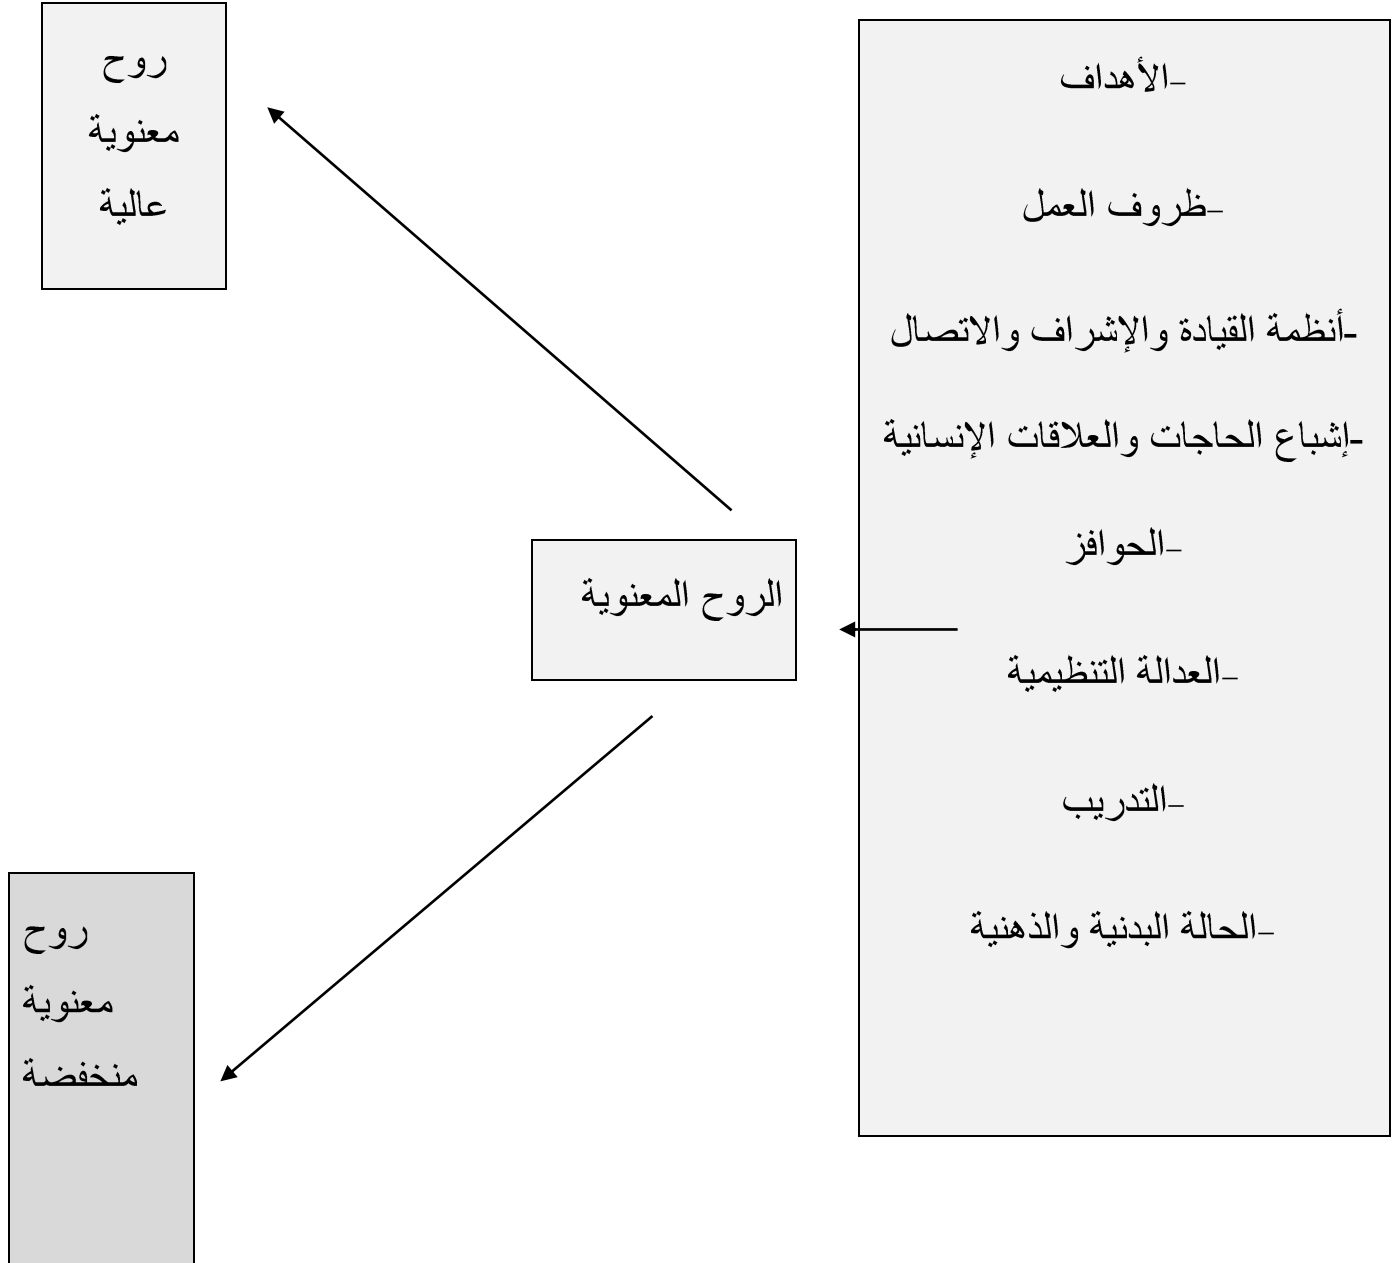 -الأهداف
-ظروف العمل
-أنظمة القيادة والإشراف والاتصال
-إشباع الحاجات والعلاقات الإنسانية
-الحوافز
-العدالة التنظيمية
-التدريب
-الحالة البدنية والذهنية
الروح المعنوية
روح
معنوية
عالية
روح
معنوية
منخفضة